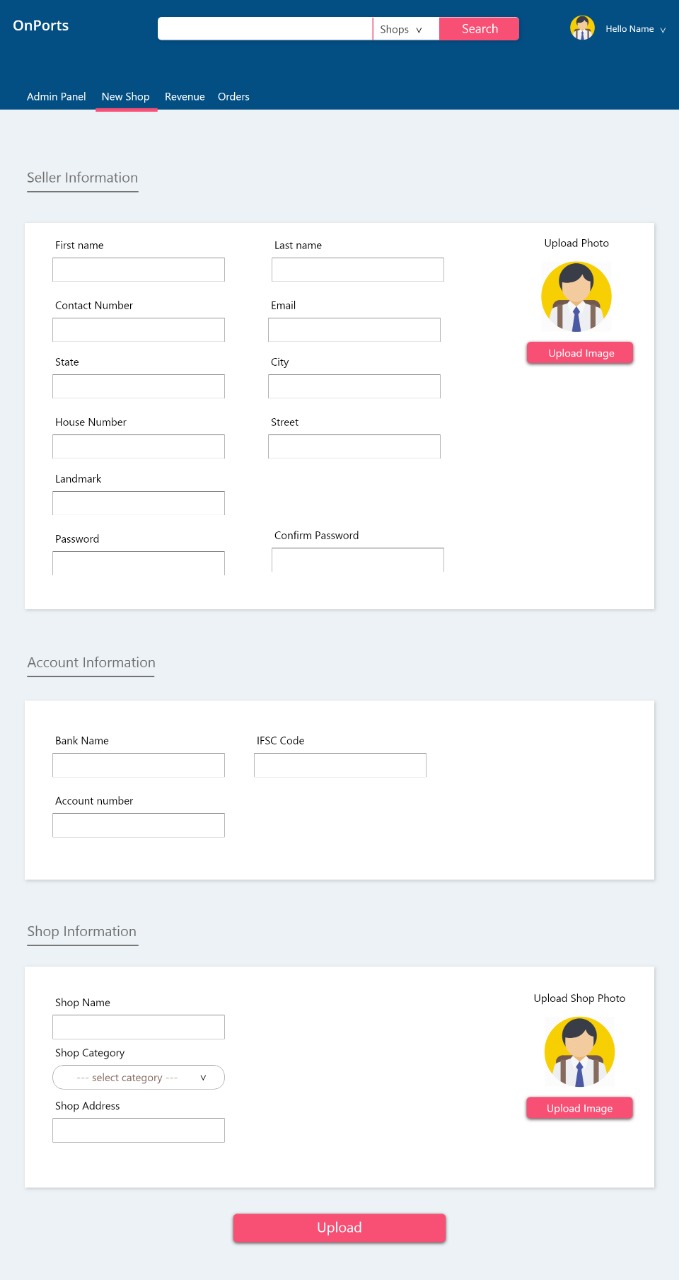 OnPorts
Shops v
Search
Hello Name v
Admin Panel New Shop Revenue Orders
Seller Information
First name Last name
Upload Photo
Contact Number Email
Upload Image
State City
House Number Street
Landmark
Password Confirm Password
Account Information
Bank Name IFSC Code
Account number
Shop Information
Shop Name
Upload Shop Photo
Shop Category
--- select category --- v
Shop Address
Upload Image
Upload